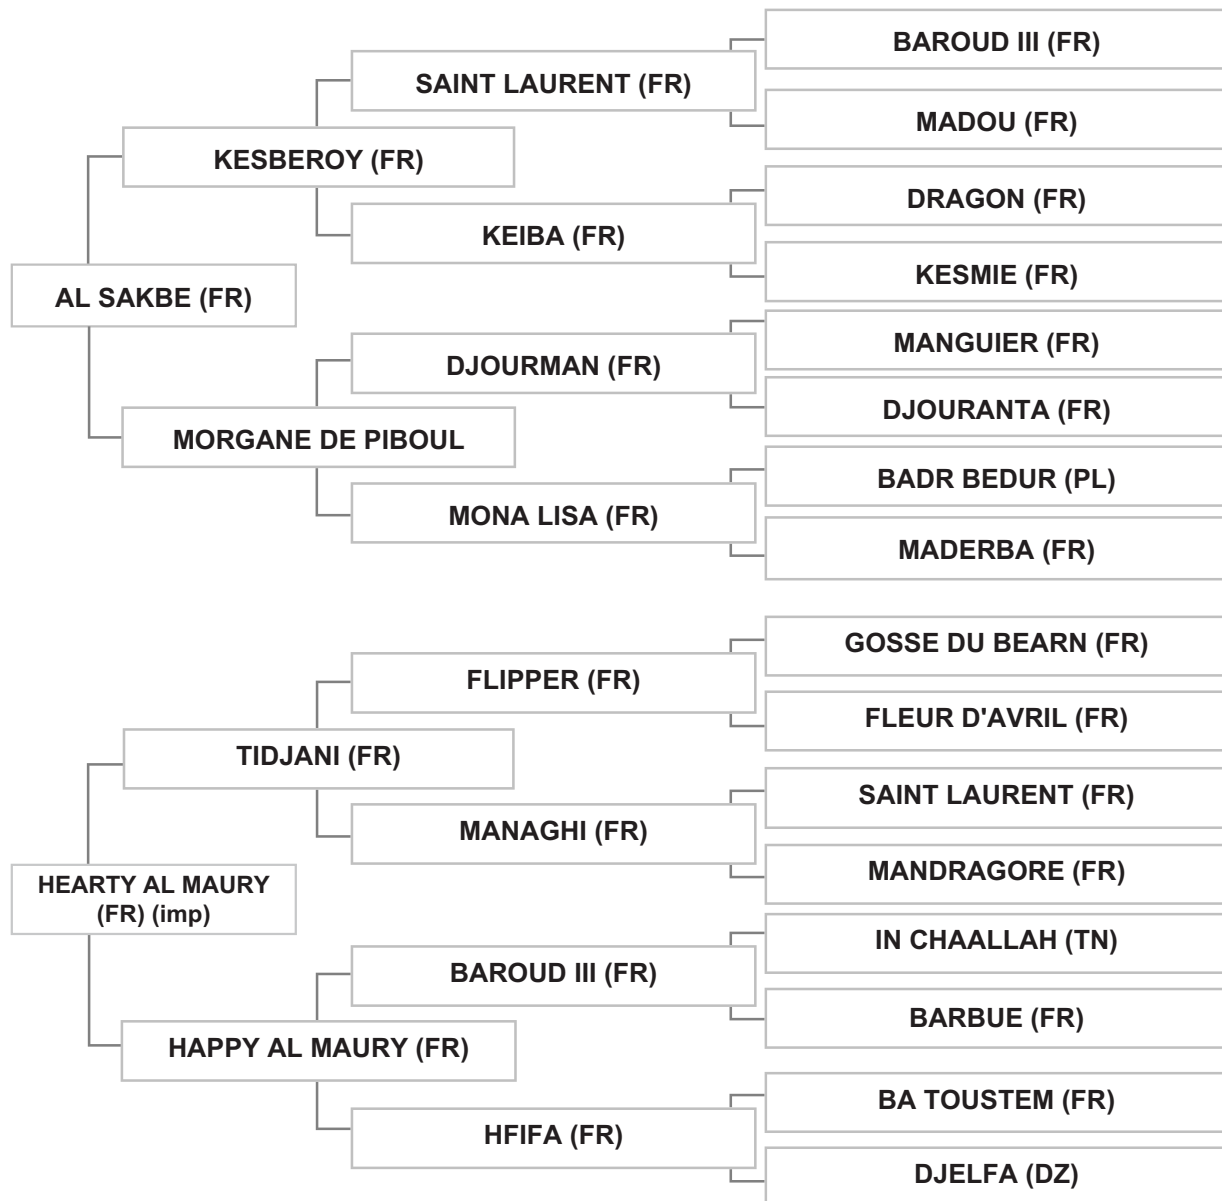 BAROUD III (FR)
SAINT LAURENT (FR)
MADOU (FR)
KESBEROY (FR)
DRAGON (FR)
KEIBA (FR)
KESMIE (FR)
AL SAKBE (FR)
MANGUIER (FR)
DJOURMAN (FR)
DJOURANTA (FR)
MORGANE DE PIBOUL
BADR BEDUR (PL)
MONA LISA (FR)
MADERBA (FR)
GOSSE DU BEARN (FR)
FLIPPER (FR)
FLEUR D'AVRIL (FR)
TIDJANI (FR)
SAINT LAURENT (FR)
MANAGHI (FR)
MANDRAGORE (FR)
HEARTY AL MAURY
(FR) (imp)
IN CHAALLAH (TN)
BAROUD III (FR)
BARBUE (FR)
HAPPY AL MAURY (FR)
BA TOUSTEM (FR)
HFIFA (FR)
DJELFA (DZ)